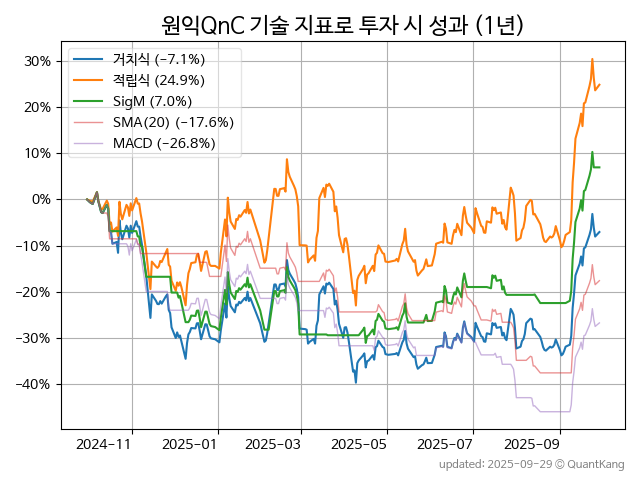 원익QnC 기술 지표로 투자 시 성과 (1년)
거치식 (−7.1%)
적립식 (24.9%)
SigM (7.0%)
SMA(20) (−17.6%)
MACD (−26.8%)
30%
20%
10%
0%
−10%
−20%
−30%
−40%
2024-11
2025-01
2025-03
2025-05
2025-07
2025-09
updated: 2025-09-29 © QuantKang